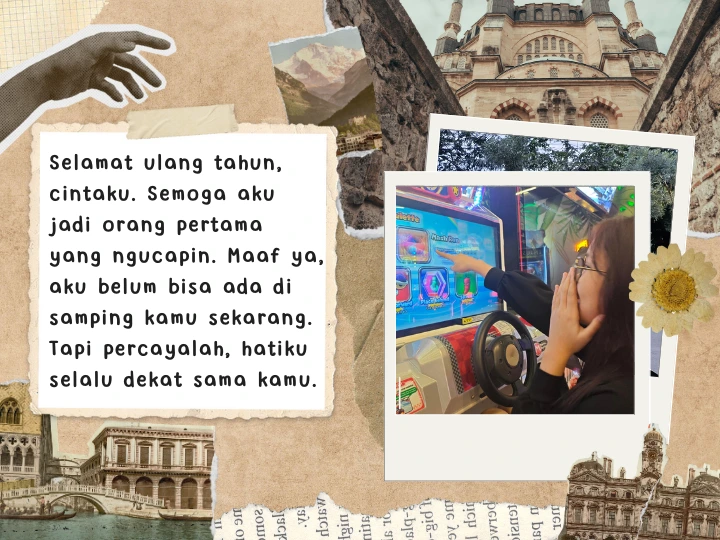 Selamat ulang tahun,
cintaku. Semoga aku
jadi orang pertama
yang ngucapin. Maaf ya,
aku belum bisa ada di
samping kamu sekarang.
Tapi percayalah, hatiku
selalu dekat sama kamu.